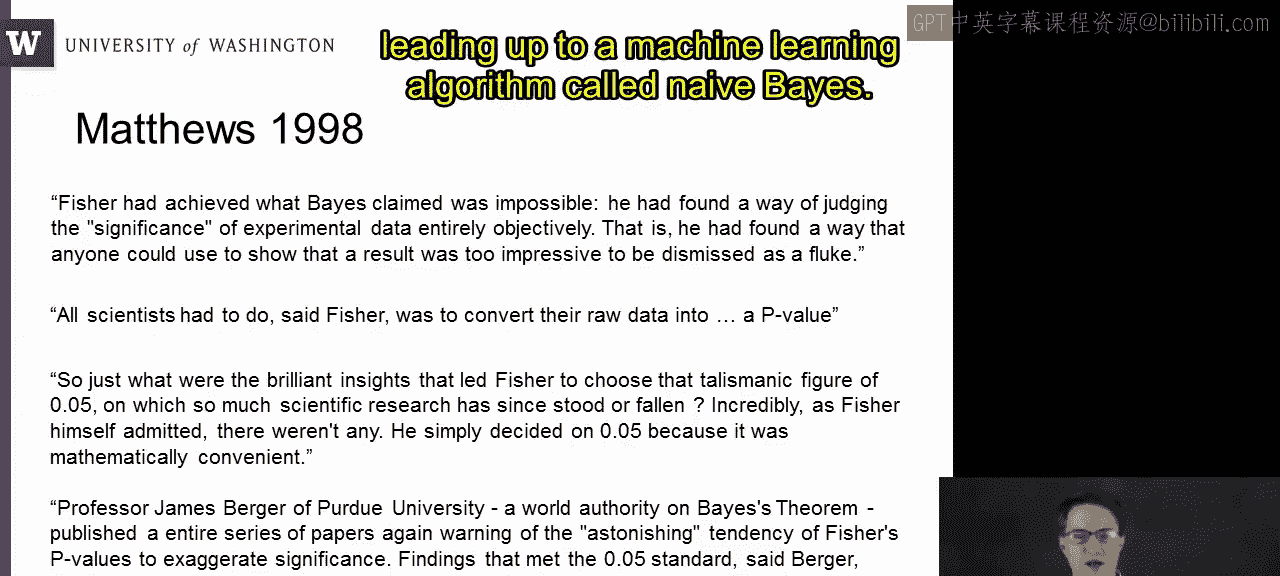 W UNIVERSITY of WASHINGTON
GPT中英字幕课程资源@bilibili.com
leading up to a machine learning
algorithm called naive Bayes.
Matthews 1998
“Fisher had achieved what Bayes claimed was impossible: he had found a way of judging
the "significance" of experimental data entirely objectively. That is, he had found a way that
anyone could use to show that a result was too impressive to be dismissed as a fluke.”
“All scientists had to do, said Fisher, was to convert their raw data into … a P-value”
“So just what were the brilliant insights that led Fisher to choose that talismanic figure of
0.05, on which so much scientific research has since stood or fallen ? Incredibly, as Fisher
himself admitted, there weren't any. He simply decided on 0.05 because it was
mathematically convenient.”
“Professor James Berger of Purdue University - a world authority on Bayes's Theorem -
published a entire series of papers again warning of the "astonishing" tendency of Fisher's
P-values to exaggerate significance. Findings that met the 0.05 standard, said Berger,